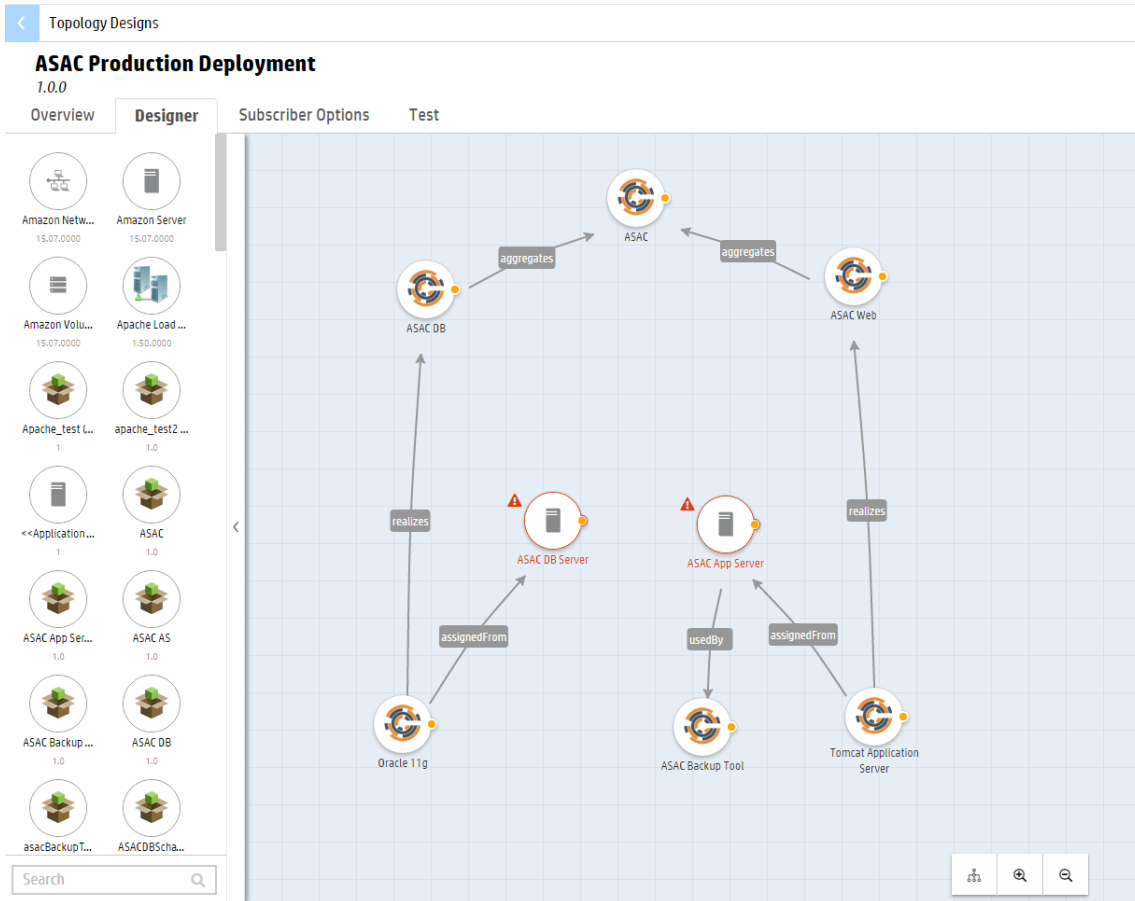 Topology Designs
ASAC Production Deployment
1.0.0
Overview
Designer
Subscriber Options
Test
Amazon Netw...
Amazon Server
15.07.0000
15.07.0000
Amazon Volu...
Apache Load ...
15.07.0000
1.50.0000
Apache_test (...
apache_test2 ...
1
1.0
<<Application...
ASAC
1
1.0
ASAC App Ser...
ASAC AS
1.0
1.0
ASAC Backup ...
ASAC DB
1.0
1.0
asacBackupT...
ASACDBScha...
Search
ASAC
aggregates
aggregates
ASAC DB
ASAC Web
realizes
realizes
ASAC DB Server
ASAC App Server
assignedFrom
usedBy
assignedFrom
Oracle 11g
ASAC Backup Tool
Tomcat Application
Server